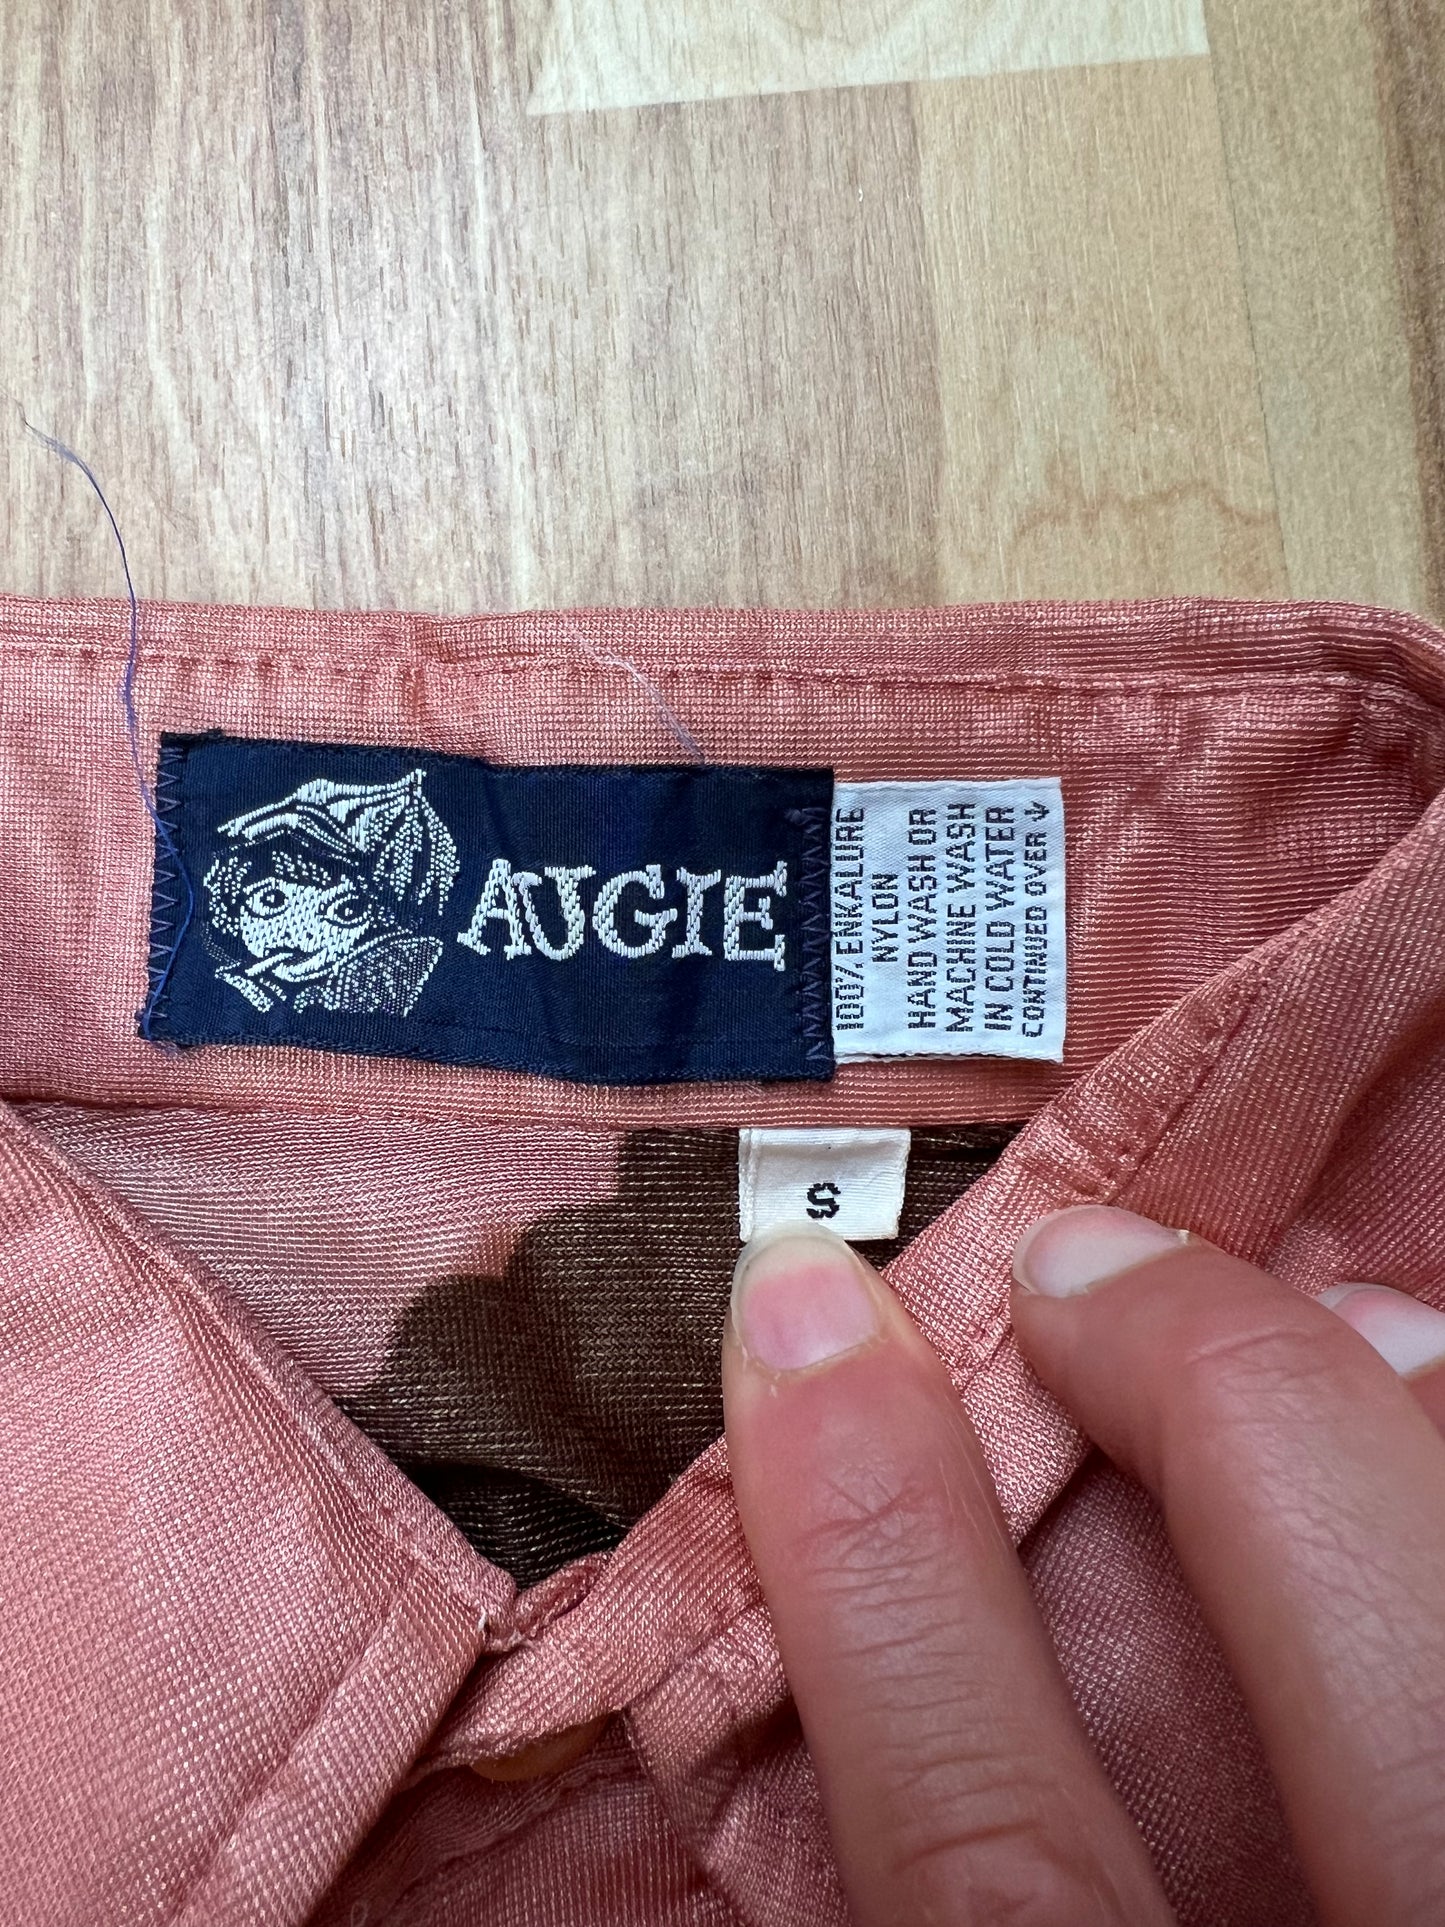 AUGIE
100% ENKALURE
NYLON
HAND WASH OR
MACHINE WASH
IN COLD WATER
CONTINUED OVER ↓
S